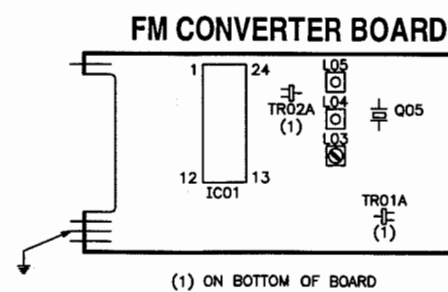 FM CONVERTER BOARD
1 24
L05
TR02A
(1)
L04
Q05
L03
12 13
IC01
TR01A
(1)
(1) ON BOTTOM OF BOARD